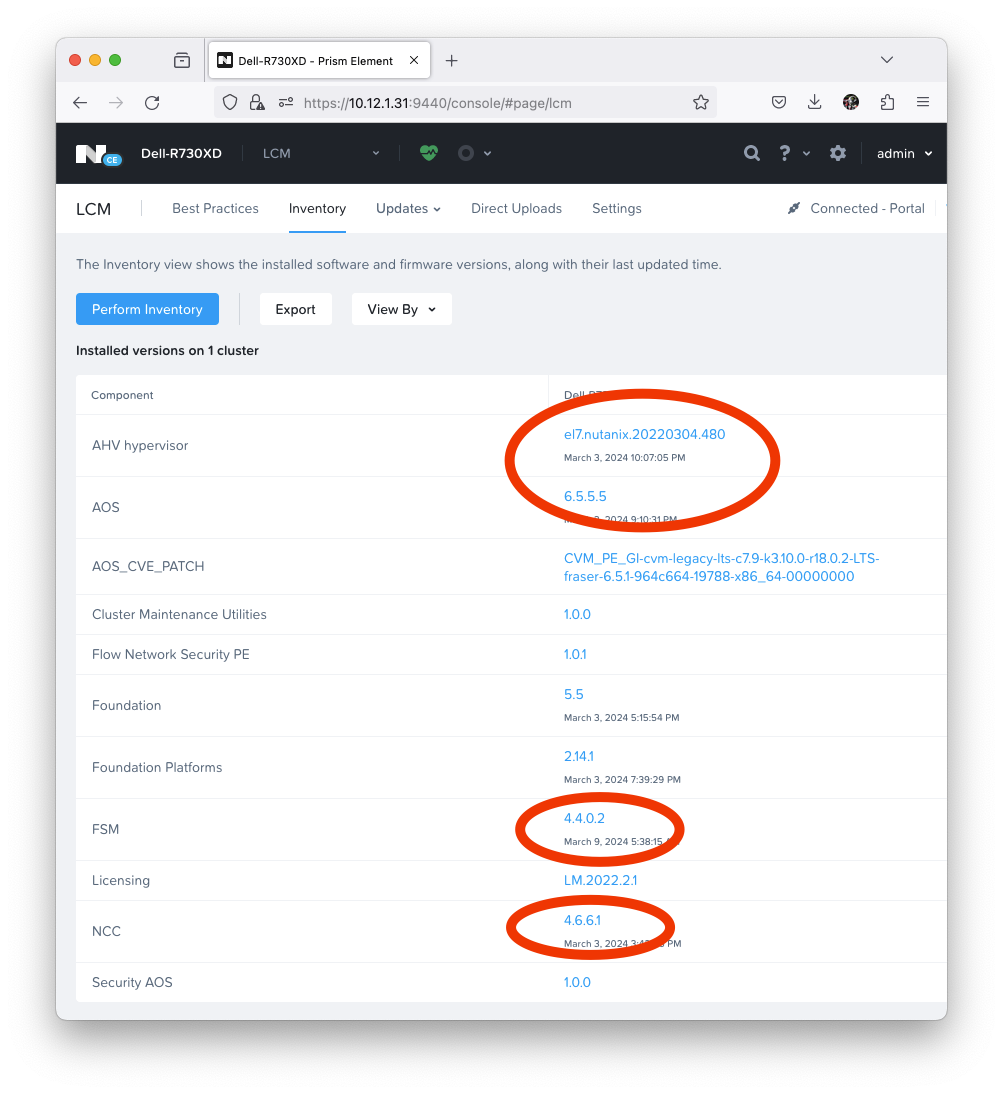 Dell-R730XD - Prism Element
https://10.12.1.31:9440/console/#page/lcm
N CE Dell-R730XD LCM ? admin
LCM Best Practices Inventory Updates Direct Uploads Settings Connected - Portal
The Inventory view shows the installed software and firmware versions, along with their last updated time.
Perform Inventory Export View By
Installed versions on 1 cluster
Component
AHV hypervisor el7.nutanix.20220304.480
March 3, 2024 10:07:05 PM
AOS 6.5.5.5
2024 9:10:31 PM
AOS_CVE_PATCH CVM_PE_GI-cvm-legacy-lts-c7.9-k3.10.0-r18.0.2-LTS-
fraser-6.5.1-964c664-19788-x86_64-00000000
Cluster Maintenance Utilities 1.0.0
Flow Network Security PE 1.0.1
Foundation 5.5
March 3, 2024 5:15:54 PM
Foundation Platforms 2.14.1
March 3, 2024 7:39:29 PM
FSM 4.4.0.2
March 9, 2024 5:38:15
Licensing LM.2022.2.1
NCC 4.6.6.1
March 3, 2024 PM
Security AOS 1.0.0